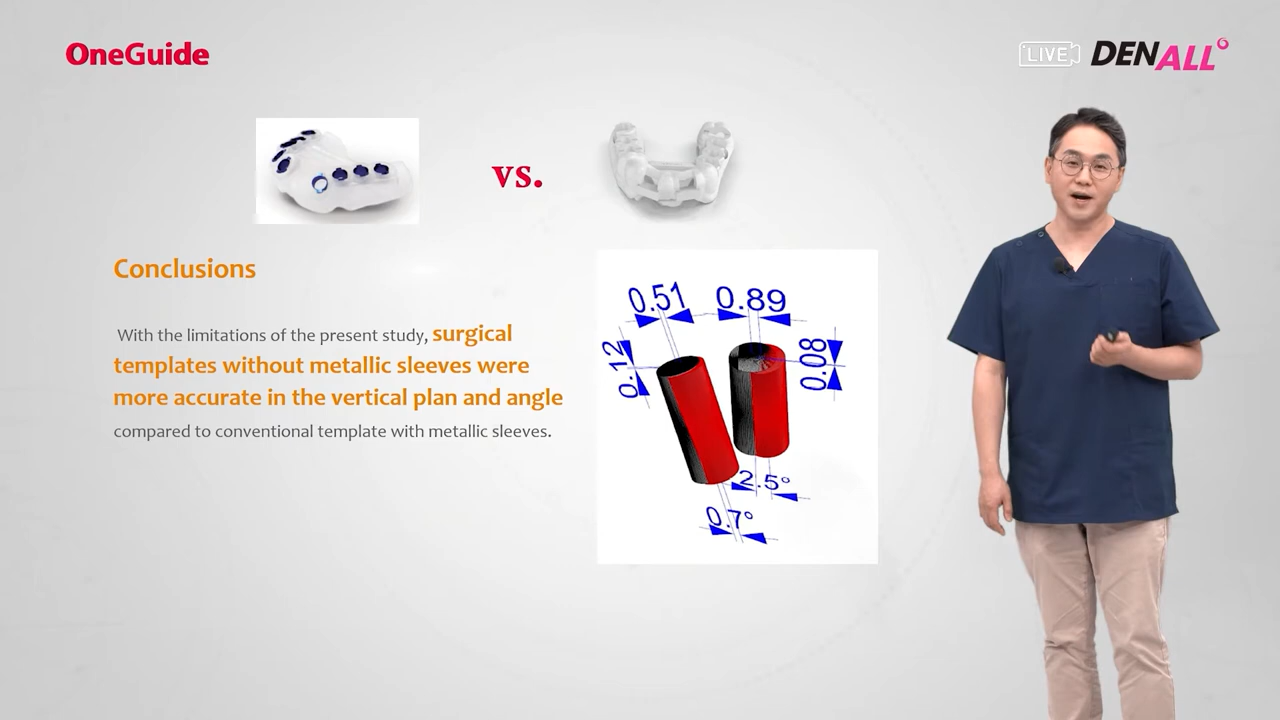 OneGuide
LIVE
DENALL
vs.
Conclusions
With the limitations of the present study, surgical
templates without metallic sleeves were
more accurate in the vertical plan and angle
compared to conventional template with metallic sleeves.
0.51
0.89
0.12
0.08
2.5°
0.7°